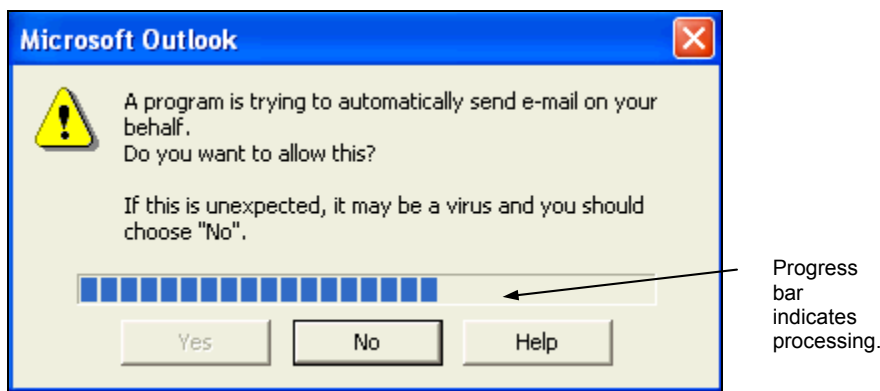 Microsoft Outlook
A program is trying to automatically send e-mail on your
behalf.
Do you want to allow this?
If this is unexpected, it may be a virus and you should
choose "No".
Yes
No
Help
Progress
bar
indicates
processing.